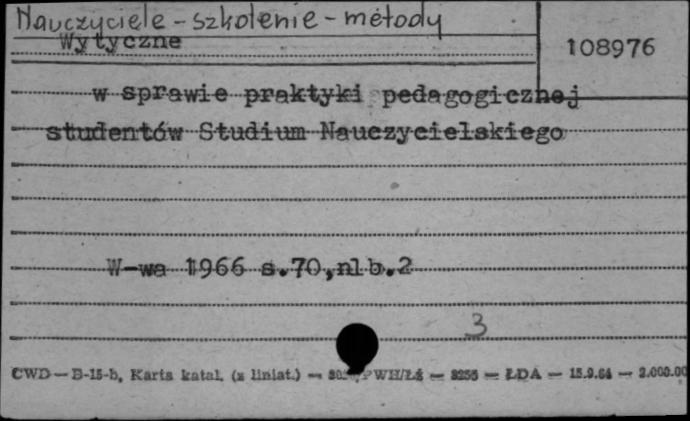 Nauczyciele - szkolenie - metody
Wytyczne
108976
w sprawie praktyki pedagogicznej
studentów Studium Nauczycielskiego
W-wa 1966 s.70,nlb.2
3
CWD — B-15-b, Karta katal. (z liniat.) — PWH/Łś — 3255 — ŁDA — 15.9.64 — 2.000.00